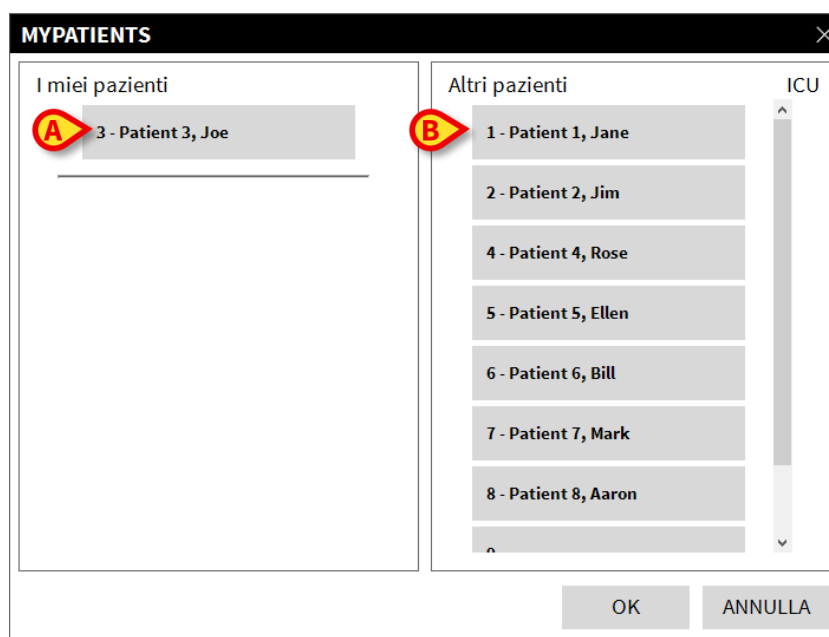 MYPATIENTS
I miei pazienti
A
3 - Patient 3, Joe
Altri pazienti
ICU
B
1 - Patient 1, Jane
2 - Patient 2, Jim
4 - Patient 4, Rose
5 - Patient 5, Ellen
6 - Patient 6, Bill
7 - Patient 7, Mark
8 - Patient 8, Aaron
OK
ANNULLA